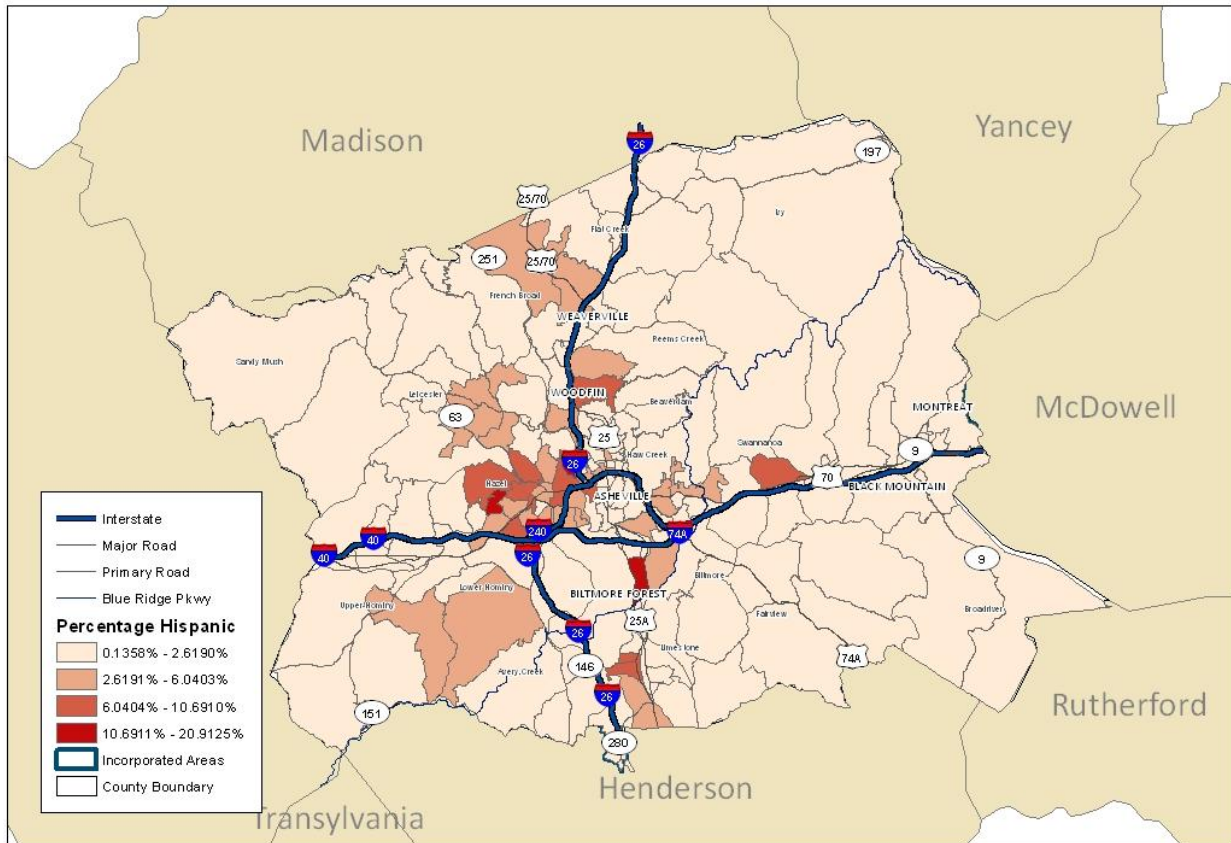 Madison
Yancey
26
197
25/70
Ivy
Flat Creek
251
25/70
French Broad
WEAVERVILLE
Reems Creek
Sandy Mush
WOODFIN
Leicester
Beaverdam
McDowell
63
MONTREAT
25
Swannanoa
9
26
Haw Creek
70
Hazel
ASHEVILLE
BLACK MOUNTAIN
240
74A
40
40
26
9
Lower Hominy
Biltmore
Upper Hominy
BILTMORE FOREST
Fairview
Broadriver
25A
26
Limestone
146
74A
Avery Creek
26
151
280
Rutherford
Henderson
Transylvania
Interstate
Major Road
Primary Road
Blue Ridge Pkwy
Percentage Hispanic
0.1358% - 2.6190%
2.6191% - 6.0403%
6.0404% - 10.6910%
10.6911% - 20.9125%
Incorporated Areas
County Boundary